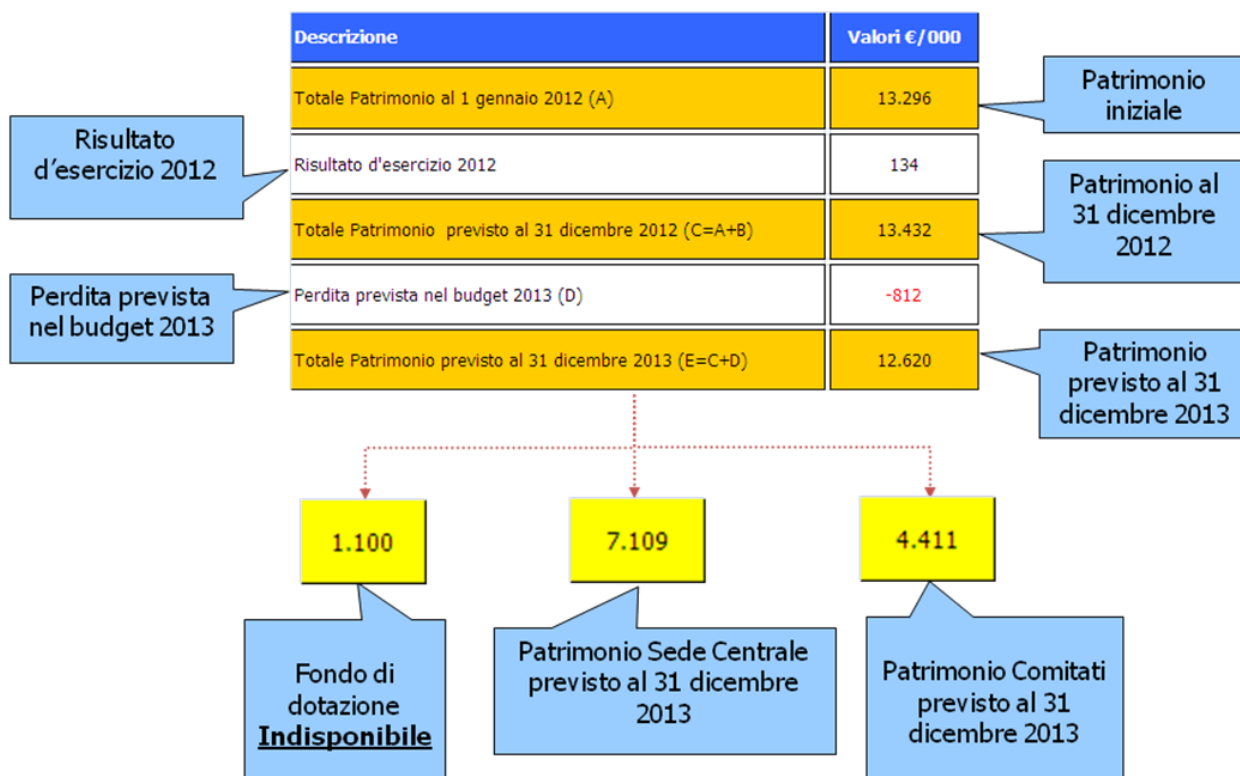 Descrizione
Valori €/000
Totale Patrimonio al 1 gennaio 2012 (A)
13.296
Patrimonio
iniziale
Risultato
d'esercizio 2012
Risultato d'esercizio 2012
134
Totale Patrimonio  previsto al 31 dicembre 2012 (C=A+B)
13.432
Patrimonio al
31 dicembre
2012
Perdita prevista
nel budget 2013
Perdita prevista nel budget 2013 (D)
-812
Totale Patrimonio previsto al 31 dicembre 2013 (E=C+D)
12.620
Patrimonio
previsto al 31
dicembre 2013
1.100
7.109
4.411
Fondo di
dotazione
Indisponibile
Patrimonio Sede Centrale
previsto al 31 dicembre
2013
Patrimonio Comitati
previsto al 31
dicembre 2013